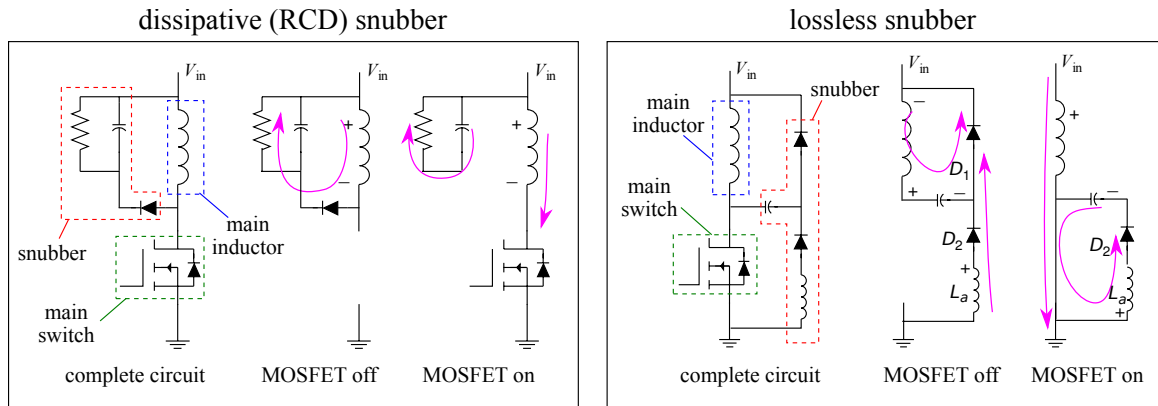 dissipative (RCD) snubber
Vin
Vin
Vin
+
+
−
−
snubber
main
inductor
main
switch
complete circuit
MOSFET off
MOSFET on
lossless snubber
Vin
Vin
Vin
snubber
main
inductor
−
+
D1
+
−
−
main
switch
D2
D2
+
La
La
+
complete circuit
MOSFET off
MOSFET on